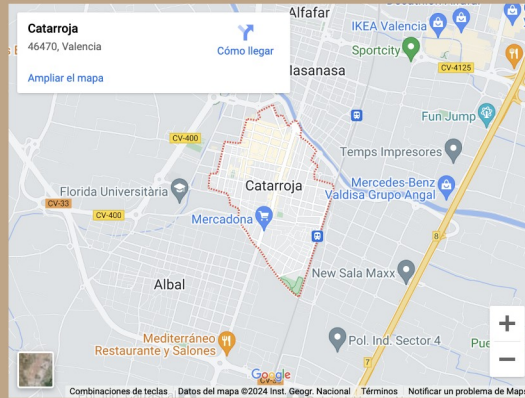 Catarroja
46470, Valencia
Cómo llegar
Ampliar el mapa
Alfafar
IKEA Valencia
Sportcity
CV-4125
Fun Jump
CV-400
Temps Impresores
Florida Universitària
Catarroja
Mercedes-Benz
Valdisa Grupo Angal
CV-33
CV-400
Mercadona
8
New Sala Maxx
Albal
Mediterráneo
Restaurante y Salones
Pol. Ind. Sector.4
7
Google
Combinaciones de teclas
Datos del mapa ©2024 Inst. Geogr. Nacional
Términos
Notificar un problema de Maps